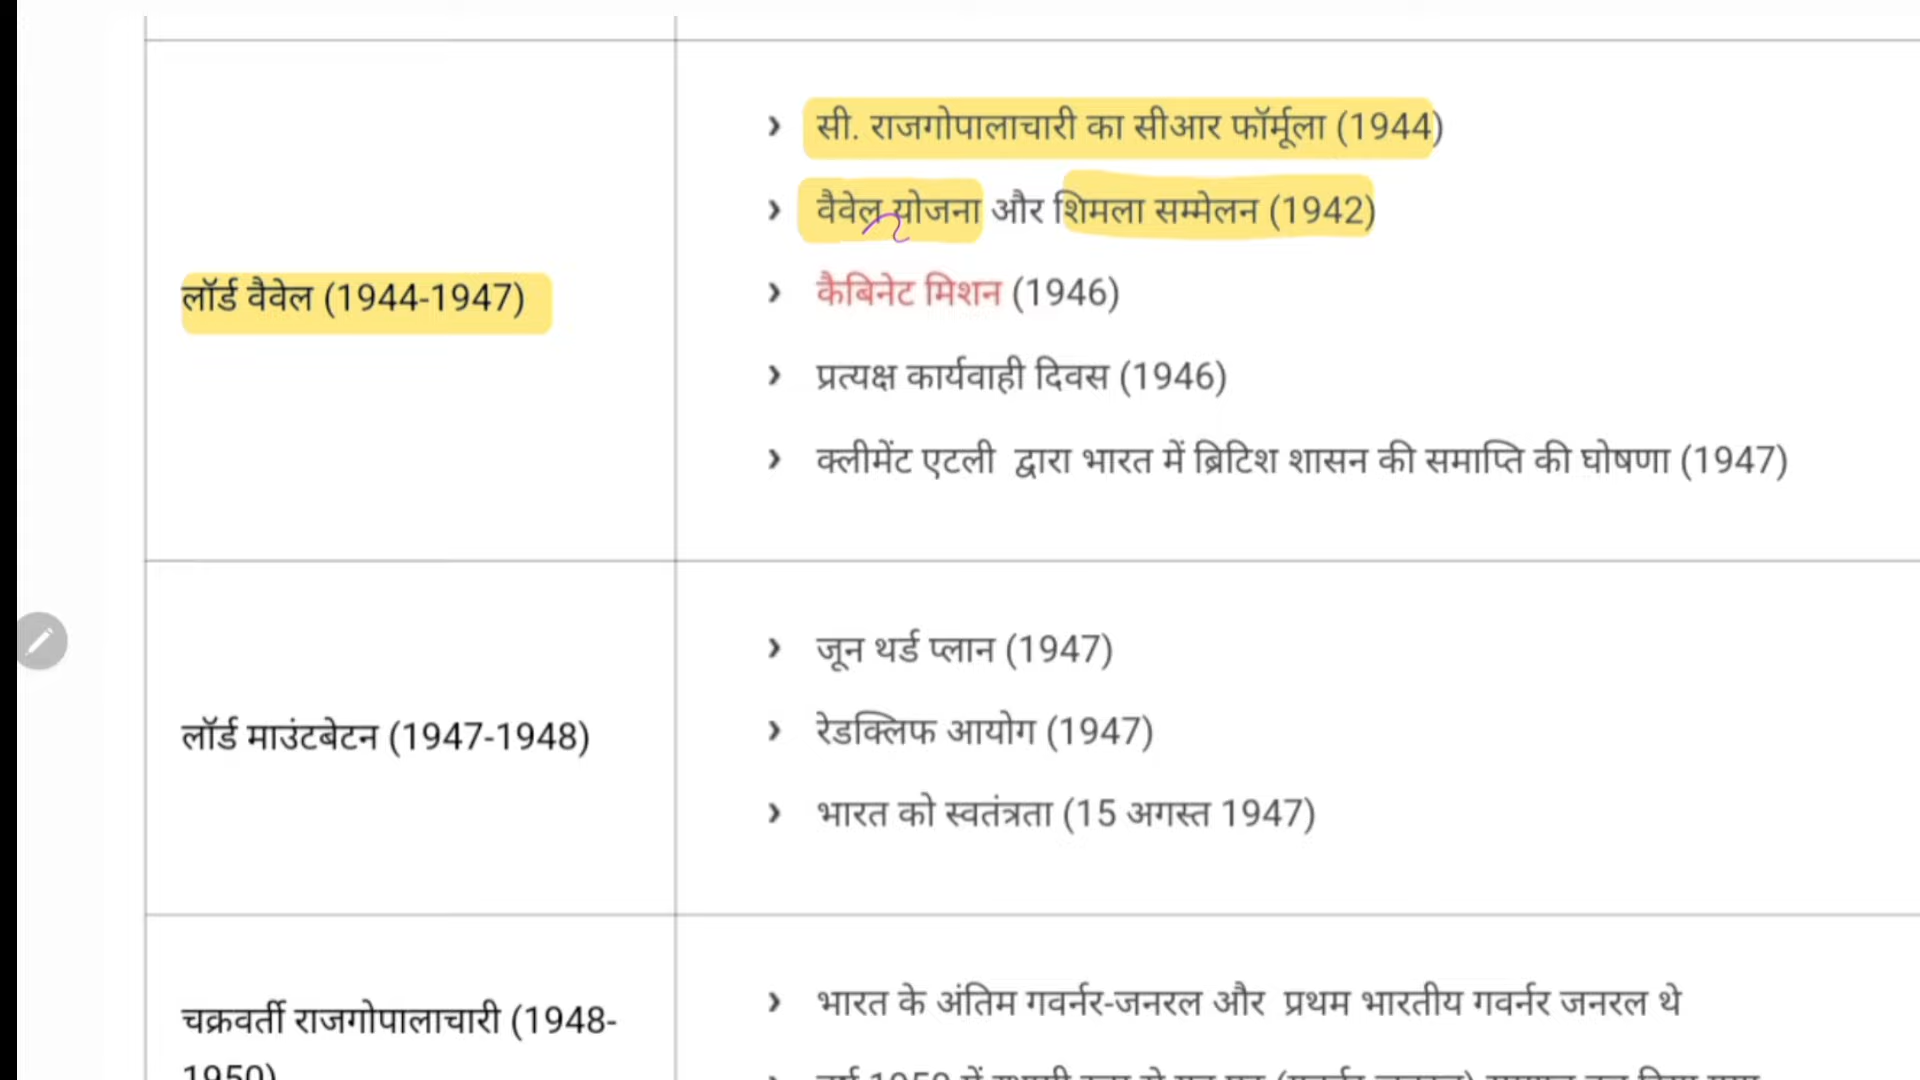 › सी. राजगोपालाचारी का सीआर फॉर्मूला (1944)
› वैवेल योजना और शिमला सम्मेलन (1942)
लॉर्ड वैवेल (1944-1947)
› कैबिनेट मिशन (1946)
› प्रत्यक्ष कार्यवाही दिवस (1946)
› क्लीमेंट एटली द्वारा भारत में ब्रिटिश शासन की समाप्ति की घोषणा (1947)
› जून थर्ड प्लान (1947)
लॉर्ड माउंटबेटन (1947-1948)
› रेडक्लिफ आयोग (1947)
› भारत को स्वतंत्रता (15 अगस्त 1947)
चक्रवर्ती राजगोपालाचारी (1948-
1950)
› भारत के अंतिम गवर्नर-जनरल और प्रथम भारतीय गवर्नर जनरल थे